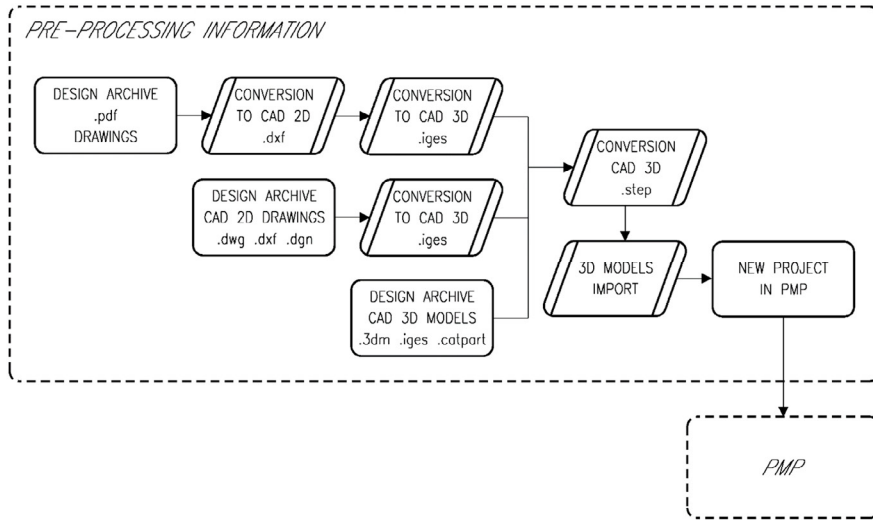 PRE-PROCESSING INFORMATION
DESIGN ARCHIVE
.pdf
DRAWINGS
CONVERSION
TO CAD 2D
.dxf
CONVERSION
TO CAD 3D
.iges
CONVERSION
CAD 3D
.step
DESIGN ARCHIVE
CAD 2D DRAWINGS
.dwg .dxf .dgn
CONVERSION
TO CAD 3D
.iges
3D MODELS
IMPORT
NEW PROJECT
IN PMP
DESIGN ARCHIVE
CAD 3D MODELS
.3dm .iges .catpart
PMP